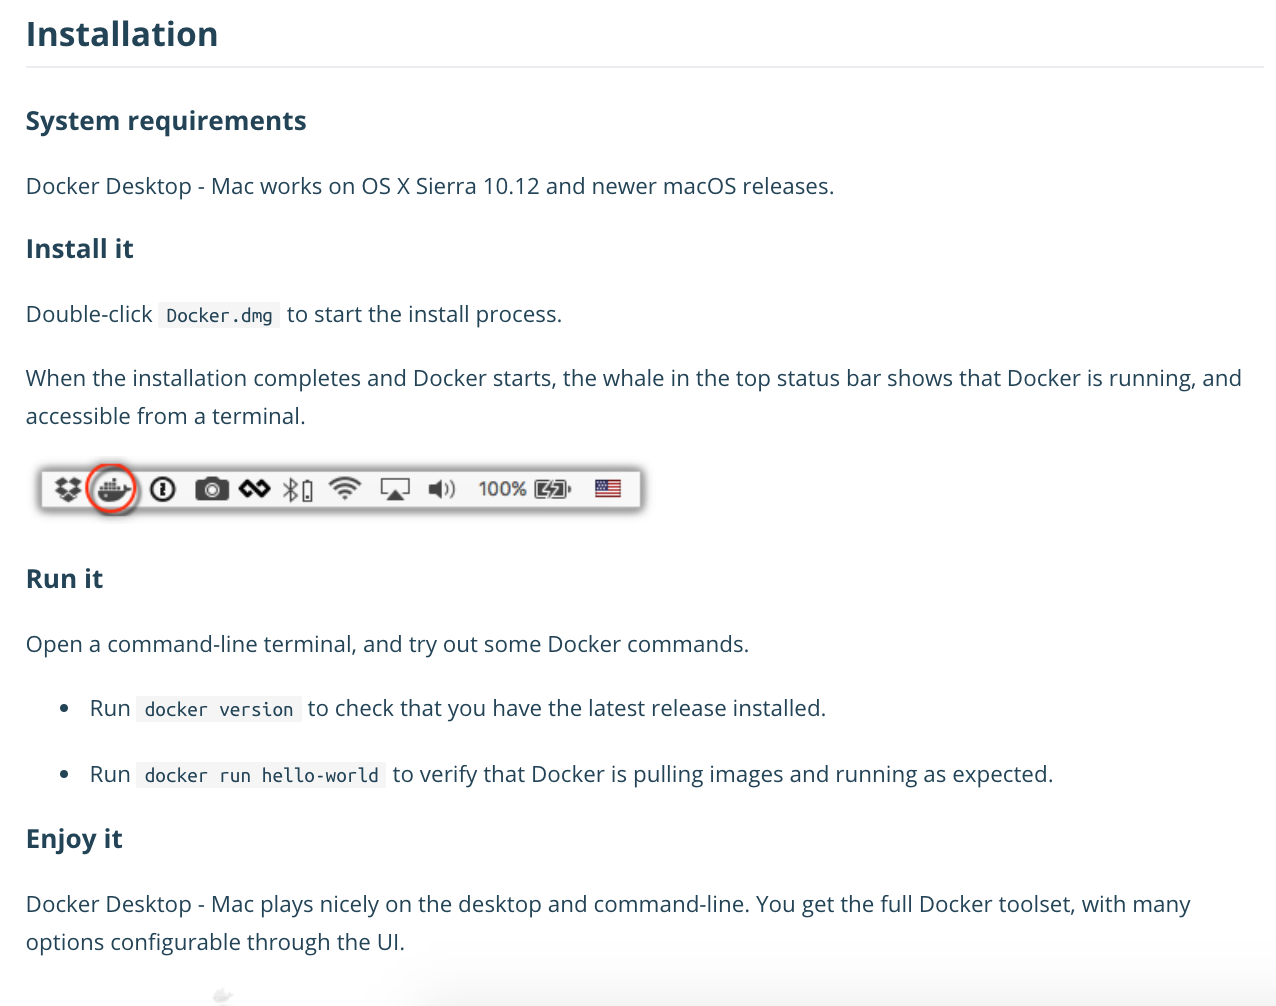 Installation
System requirements
Docker Desktop - Mac works on OS X Sierra 10.12 and newer macOS releases.
Install it
Double-click Docker.dmg to start the install process.
When the installation completes and Docker starts, the whale in the top status bar shows that Docker is running, and
accessible from a terminal.
100%
Run it
Open a command-line terminal, and try out some Docker commands.
• Run docker version to check that you have the latest release installed.
• Run docker run hello-world to verify that Docker is pulling images and running as expected.
Enjoy it
Docker Desktop - Mac plays nicely on the desktop and command-line. You get the full Docker toolset, with many
options configurable through the UI.